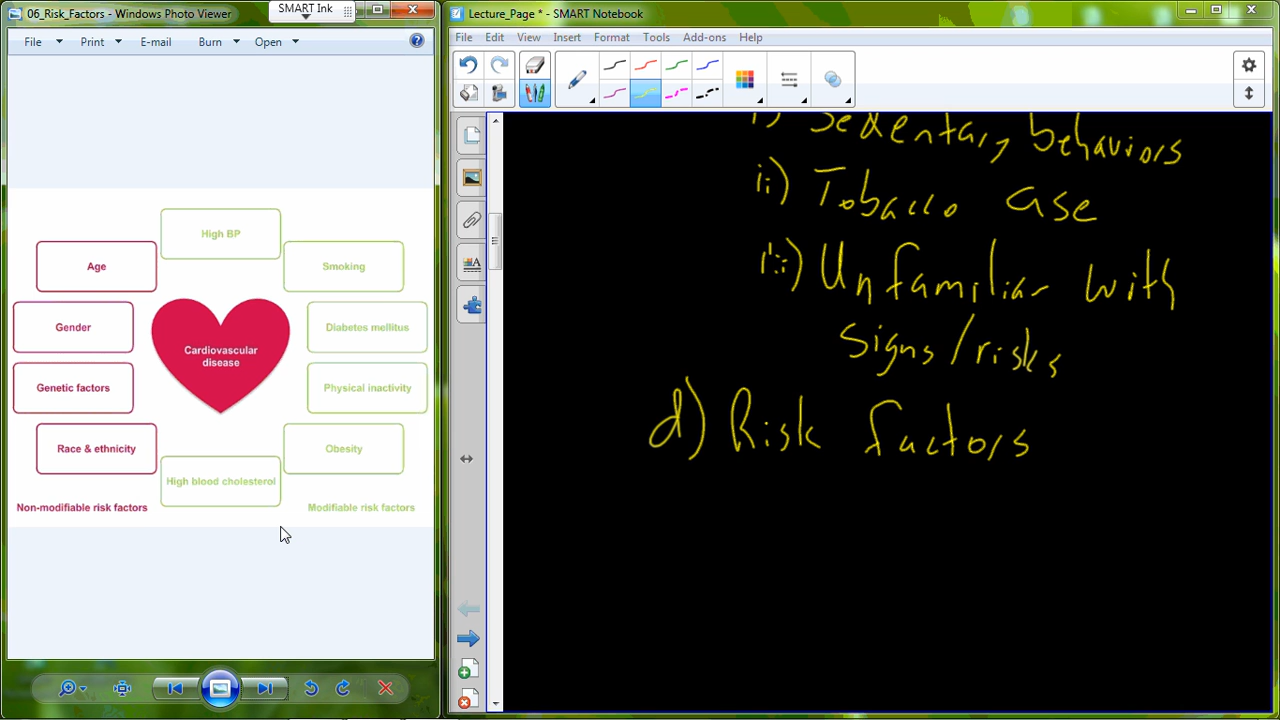 06_Risk_Factors - Windows Photo Viewer
SMART Ink
File Print E-mail Burn Open
High BP
Age
Smoking
Gender
Diabetes mellitus
Cardiovascular
disease
Genetic factors
Physical inactivity
Race & ethnicity
Obesity
High blood cholesterol
Non-modifiable risk factors
Modifiable risk factors
Lecture_Page * - SMART Notebook
File Edit View Insert Format Tools Add-ons Help
i) Sedentary behaviors
ii) Tobacco use
iii) Unfamiliar with
signs/risks
d) Risk factors